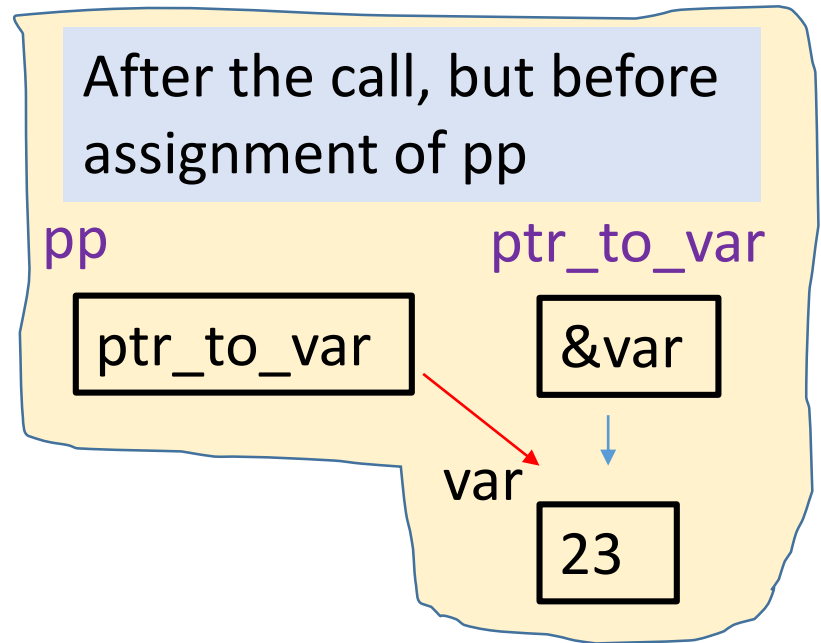 After the call, but before
assignment of pp
pp
ptr_to_var
ptr_to_var
&var
var
23